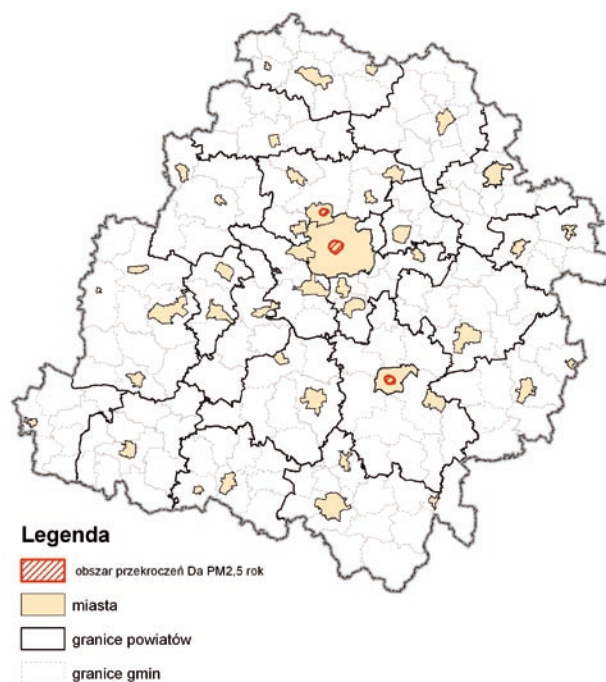 Legenda
obszar przekroczeń Da PM2,5 rok
miasta
granice powiatów
granice gmin